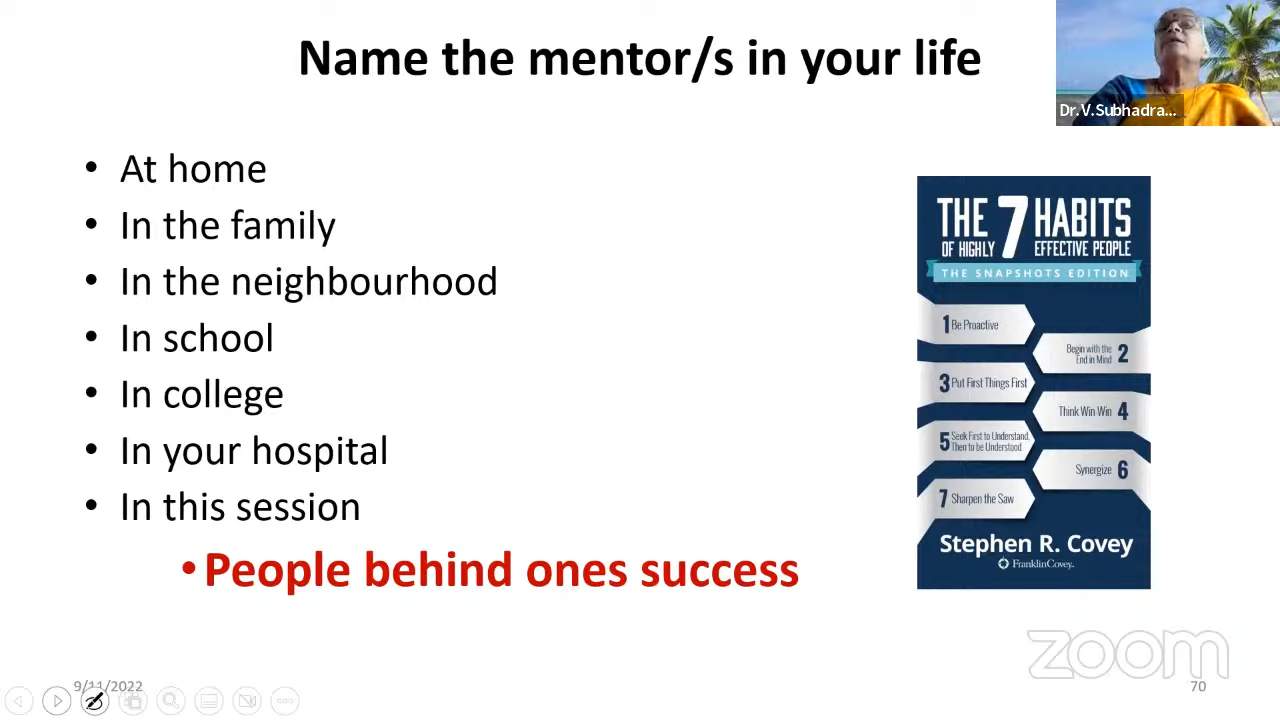 Name the mentor/s in your life
Dr.V.Subhadra...
• At home
• In the family
• In the neighbourhood
• In school
• In college
• In your hospital
• In this session
• People behind ones success
THE 7 HABITS
OF HIGHLY EFFECTIVE PEOPLE
THE SNAPSHOTS EDITION
1 Be Proactive
Begin with the
End in Mind 2
3 Put First Things First
Think Win-Win 4
5 Seek First to Understand,
Then to be Understood
Synergize 6
7 Sharpen the Saw
Stephen R. Covey
FranklinCovey
zoom
9/11/2022
70